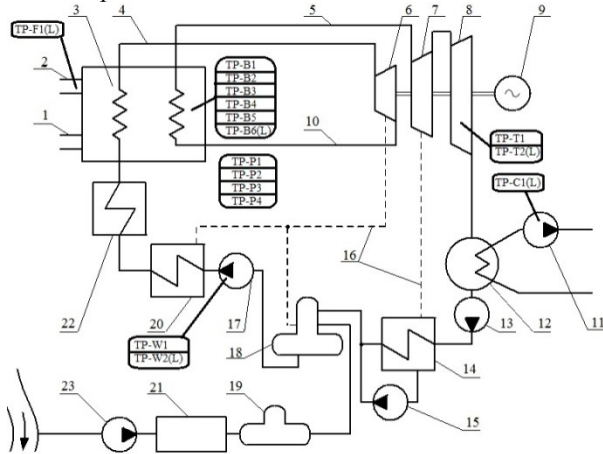 3
4
5
6
7
8
9
TP-F1(L)
2
TP-B1
TP-B2
TP-B3
TP-B4
TP-B5
TP-B6(L)
1
10
TP-T1
TP-T2(L)
TP-P1
TP-P2
TP-P3
TP-P4
TP-C1(L)
16
22
20
17
18
13
12
11
TP-W1
TP-W2(L)
14
23
21
19
15